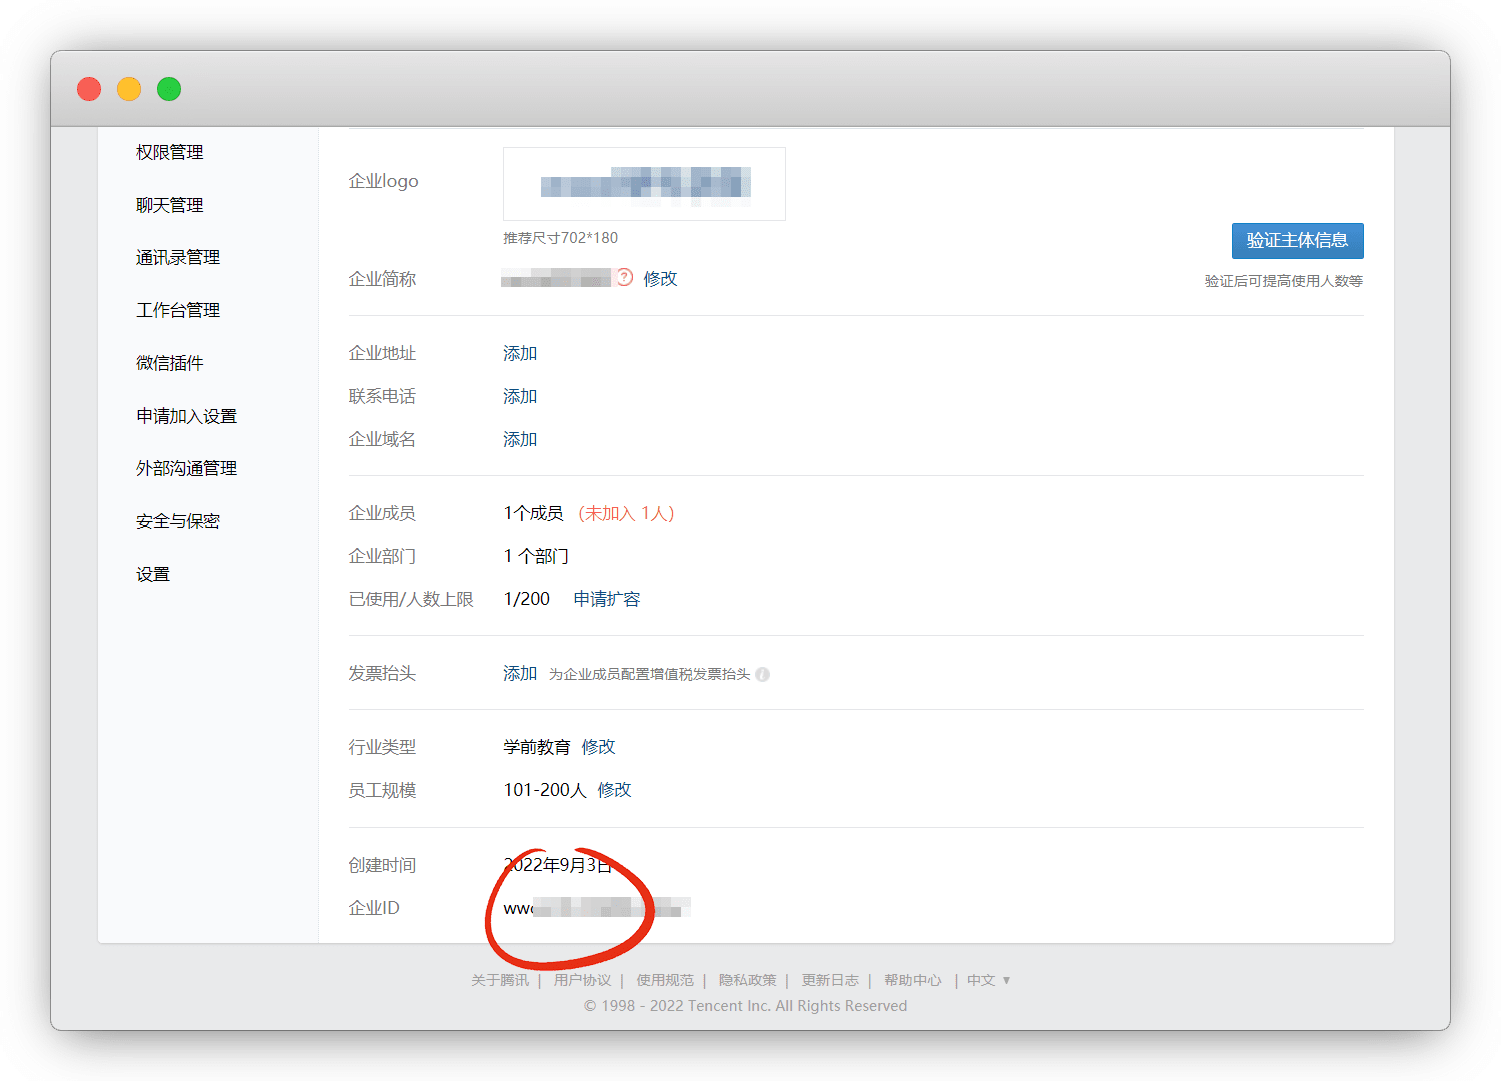 权限管理
聊天管理
通讯录管理
工作台管理
微信插件
申请加入设置
外部沟通管理
安全与保密
设置
企业logo
推荐尺寸702*180
验证主体信息
企业简称 ? 修改
验证后可提高使用人数等
企业地址 添加
联系电话 添加
企业域名 添加
企业成员 1个成员 (未加入 1人)
企业部门 1 个部门
已使用/人数上限 1/200 申请扩容
发票抬头 添加 为企业成员配置增值税发票抬头 i
行业类型 学前教育 修改
员工规模 101-200人 修改
创建时间 2022年9月3日
企业ID
关于腾讯 | 用户协议 | 使用规范 | 隐私政策 | 更新日志 | 帮助中心 | 中文 ▼
© 1998 - 2022 Tencent Inc. All Rights Reserved